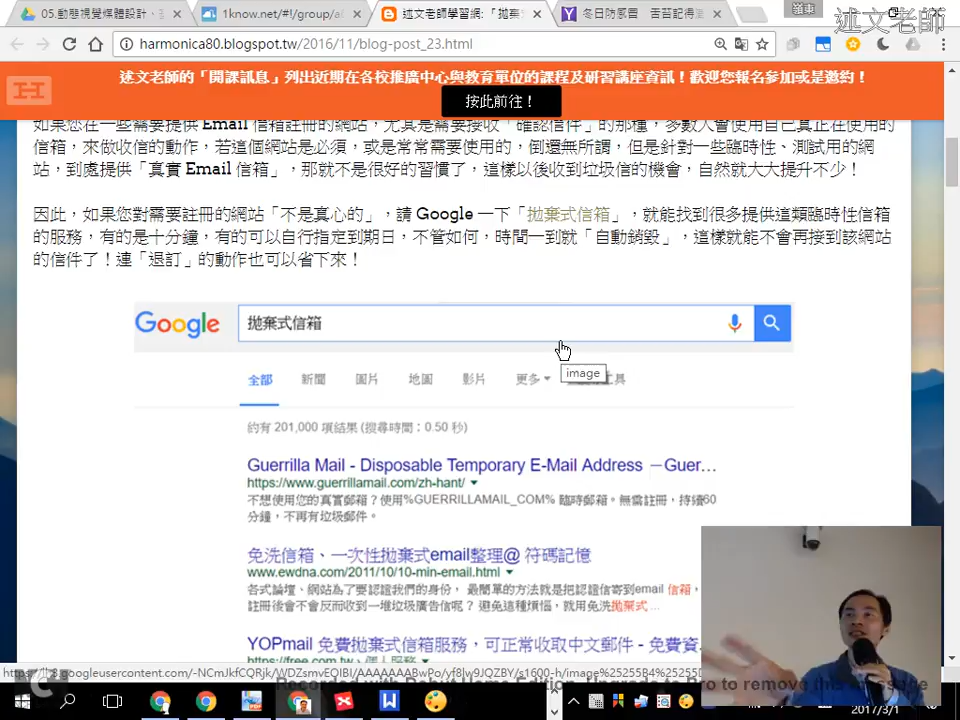 05.動態視覺媒體設計、
1know.net/#!/group/a
述文老師學習網:「拋棄
冬日防感冒 苦苦記得
述文老師
harmonica80.blogspot.tw/2016/11/blog-post_23.html
述文老師的「開課訊息」列出近期在各校推廣中心與教育單位的課程及研習講座資訊！歡迎您報名參加或是邀約！
按此前往！
如果您在一些需要提供 Email 信箱註冊的網站，尤其是需要接收「確認信件」的那種，多數人會使用自己真正在使用的
信箱，來做收信的動作，若這個網站是必須，或是常常需要使用的，倒還無所謂，但是針對一些臨時性、測試用的網
站，到處提供「真實 Email 信箱」，那就不是很好的習慣了，這樣以後收到垃圾信的機會，自然就大大提升不少！
因此，如果您對需要註冊的網站「不是真心的」，請 Google 一下「拋棄式信箱」，就能找到很多提供這類臨時性信箱
的服務，有的是十分鐘，有的可以自行指定到期日，不管如何，時間一到就「自動銷毀」，這樣就能不會再接到該網站
的信件了！連「退訂」的動作也可以省下來！
Google 拋棄式信箱
image
全部 新聞 圖片 地圖 影片 更多 工具
約有 201,000 項結果 (搜尋時間：0.50 秒)
Guerrilla Mail - Disposable Temporary E-Mail Address －Guer...
https://www.guerrillamail.com/zh-hant/
不想使用您的真實郵箱？使用%GUERRILLAMAIL_COM% 臨時郵箱。無需註冊，持續60
分鐘，不再有垃圾郵件。
免洗信箱、一次性拋棄式email整理@ 符碼記憶
www.ewdna.com/2011/10/10-min-email.html
各式論壇、網站為了要認證我們的身份， 最簡單的方法就是把認證信寄到email 信箱，
註冊後會不會反而收到一堆垃圾廣告信呢？ 避免這種煩惱，就用免洗拋棄式 ...
YOPmail 免費拋棄式信箱服務，可正常收取中文郵件 - 免費資
https://free.com.tw
2017/3/1